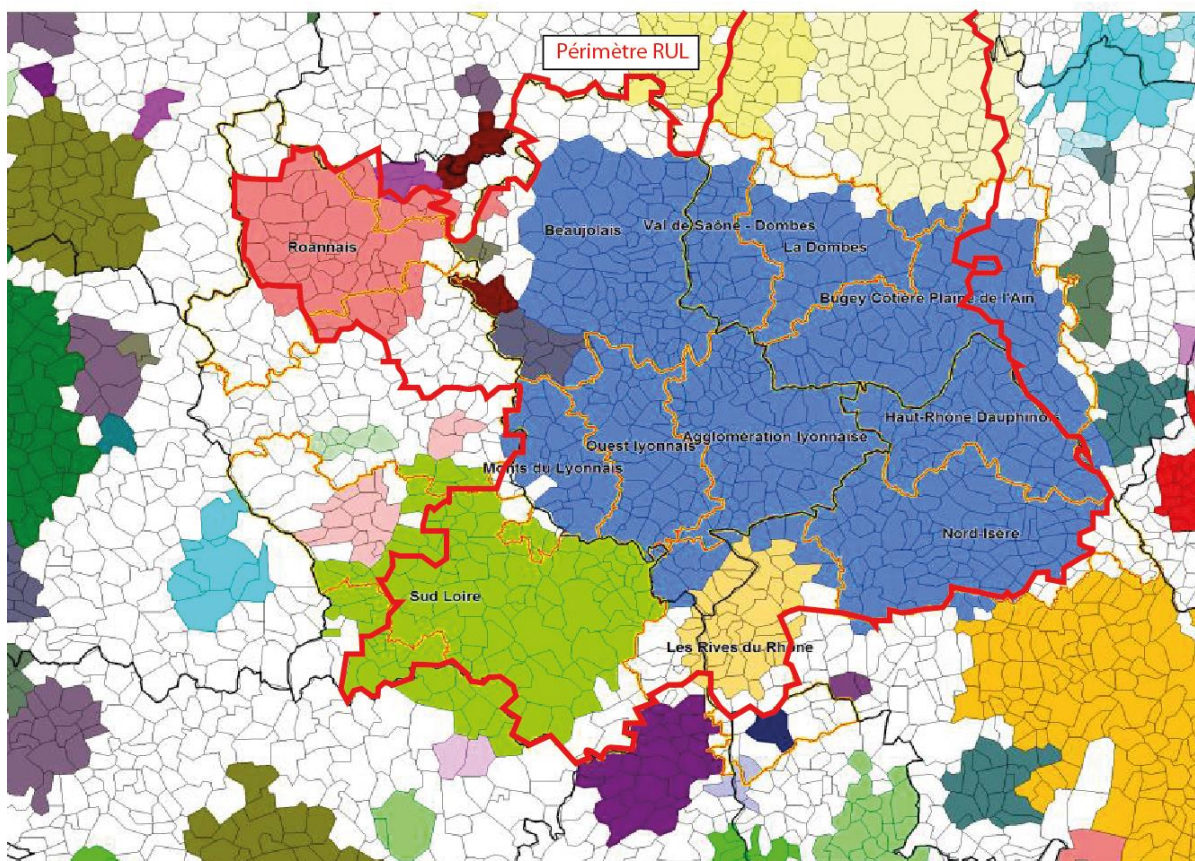 Périmètre RUL
Beaujolais
Val de Saône - Dombes
Roannais
La Dombes
Bugey Côtière Plaine de l'Ain
Haut-Rhône Dauphinois
Ouest lyonnais
Agglomération lyonnaise
Monts du Lyonnais
Nord-Isère
Sud Loire
Les Rives du Rhône